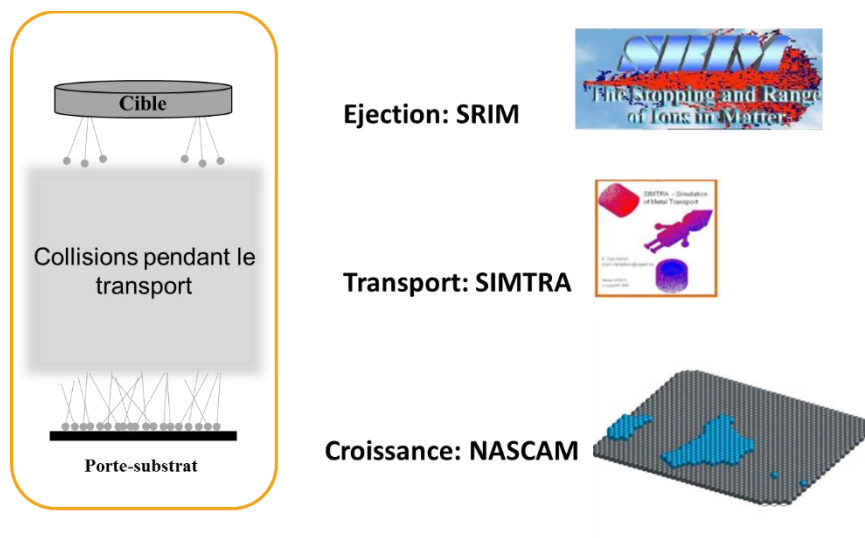 Cible
Collisions pendant le
transport
Porte-substrat
Ejection: SRIM
SRIM
The Stopping and Range
of Ions in Matter
Transport: SIMTRA
SIMTRA - Simulation
of Metal Transport
Croissance: NASCAM